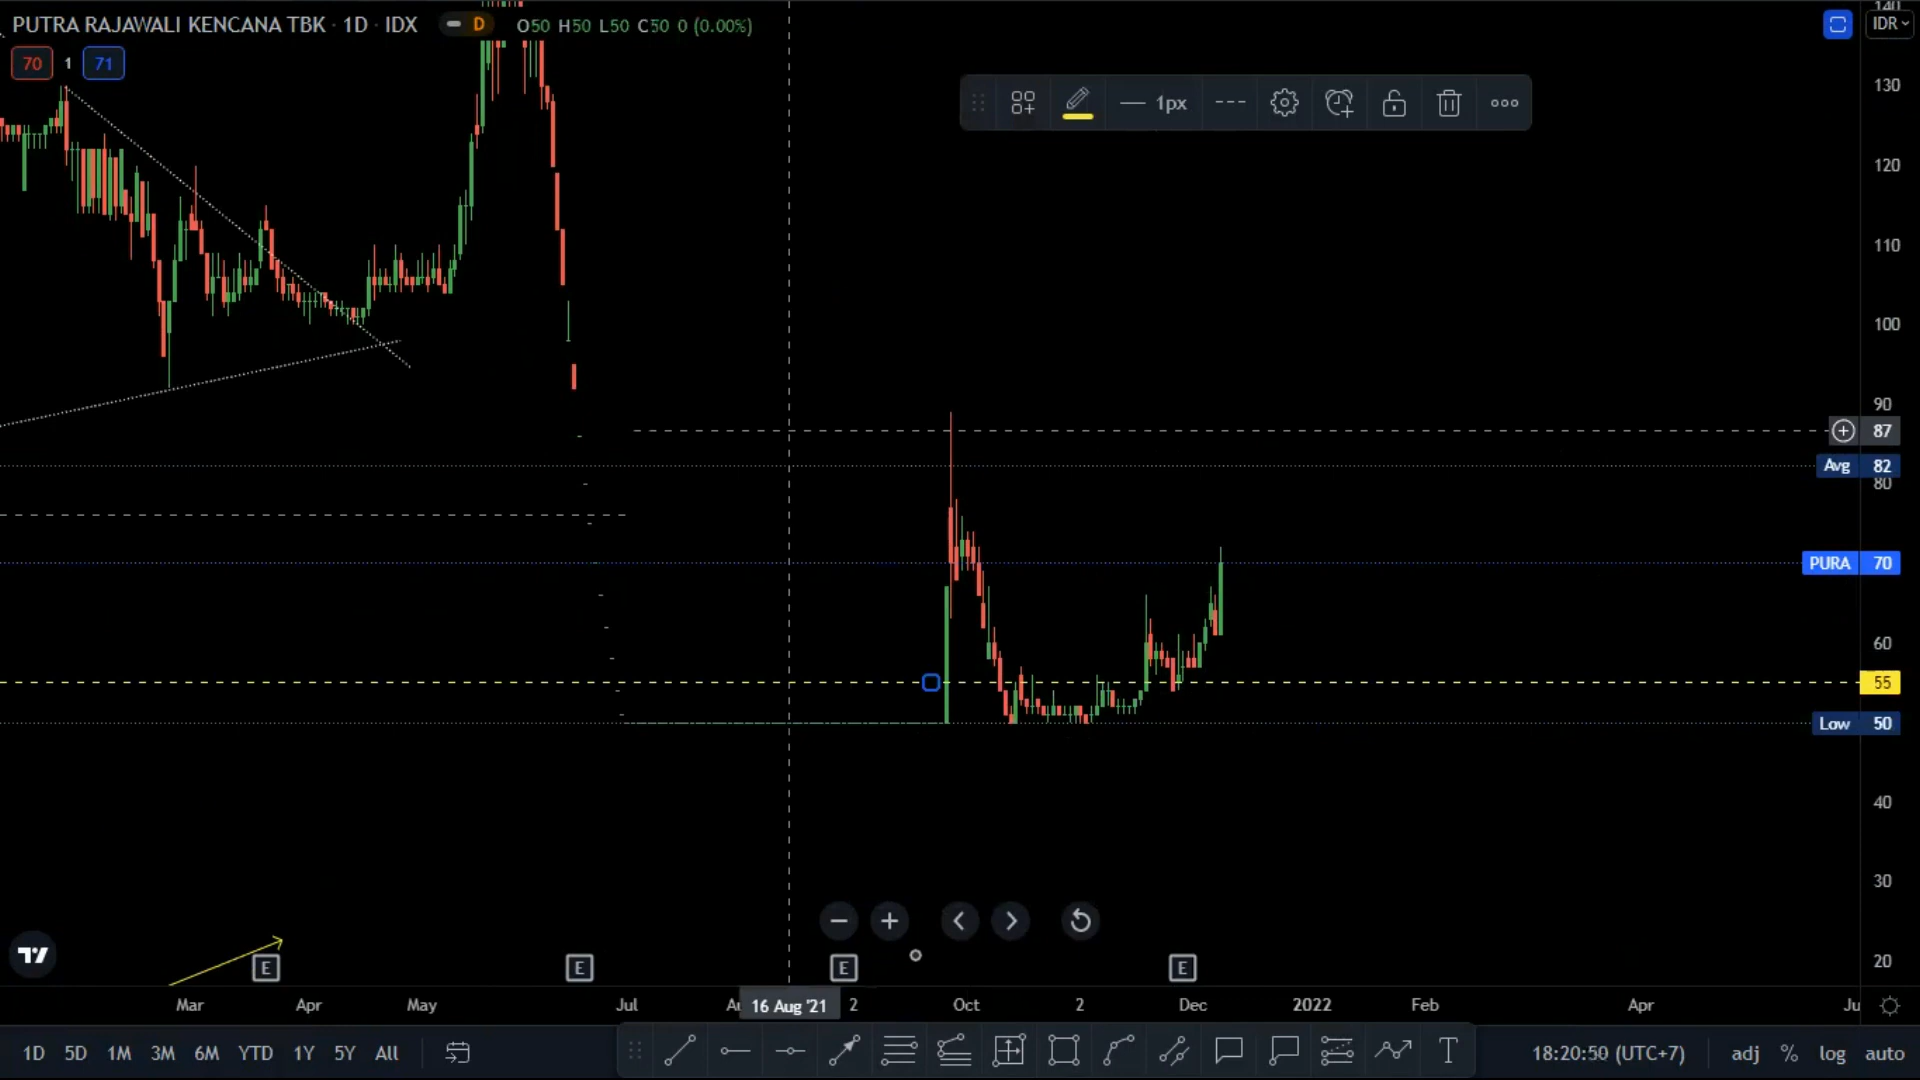 PUTRA RAJAWALI KENCANA TBK · 1D · IDX
D
O50 H50 L50 C50 0 (0.00%)
IDR
70 1 71
1px
140
130
120
110
100
90
87
Avg 82
80
PURA 70
60
55
Low 50
40
30
20
E E E E
Mar Apr May Jul 16 Aug '21 2 Oct 2 Dec 2022 Feb Apr
1D 5D 1M 3M 6M YTD 1Y 5Y All
T
18:20:50 (UTC+7) adj % log auto